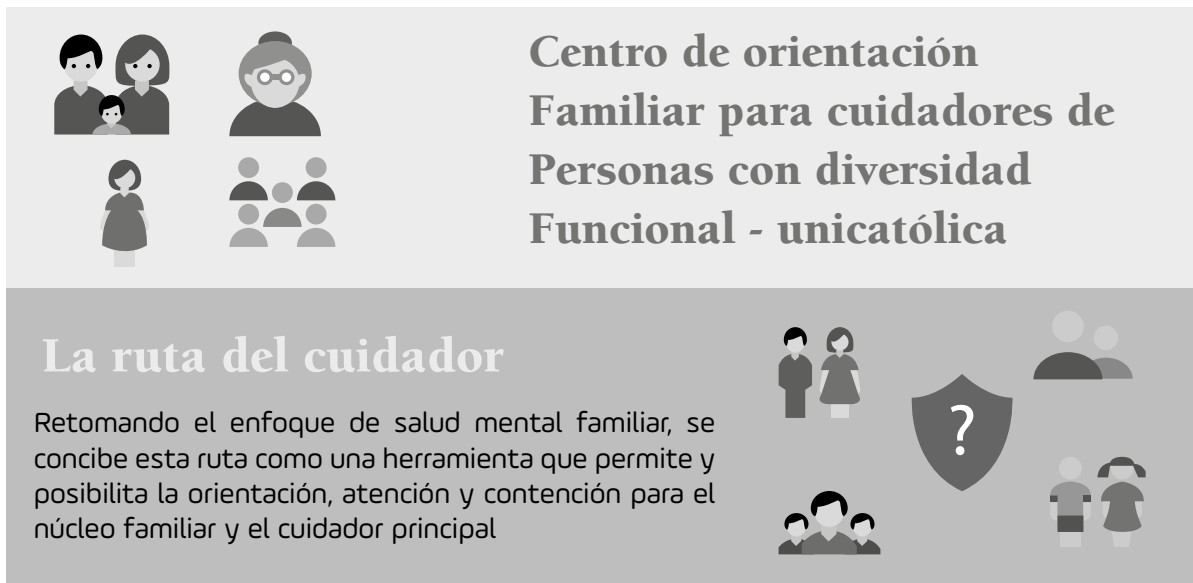 Centro de orientación
Familiar para cuidadores de
Personas con diversidad
Funcional - unicatólica
La ruta del cuidador
Retomando el enfoque de salud mental familiar, se
concibe esta ruta como una herramienta que permite y
posibilita la orientación, atención y contención para el
núcleo familiar y el cuidador principal
?